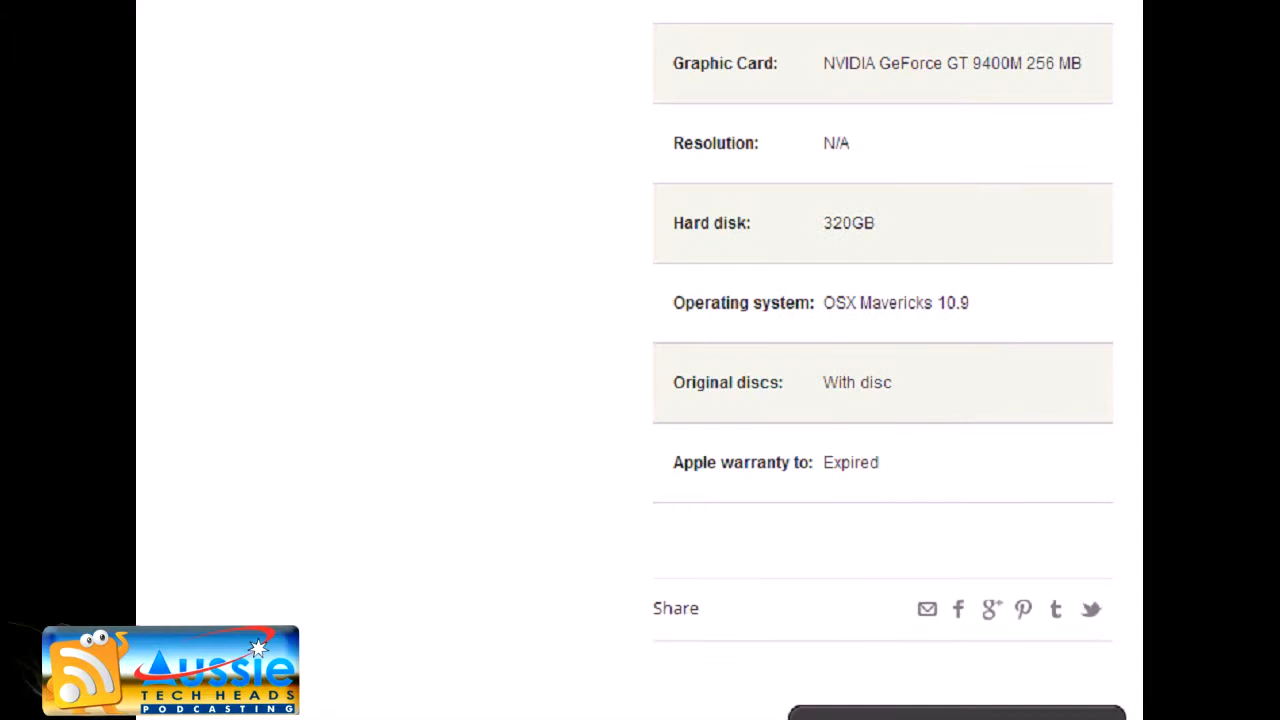 Graphic Card: NVIDIA GeForce GT 9400M 256 MB
Resolution: N/A
Hard disk: 320GB
Operating system: OSX Mavericks 10.9
Original discs: With disc
Apple warranty to: Expired
Share
Aussie
TECH HEADS
PODCASTING